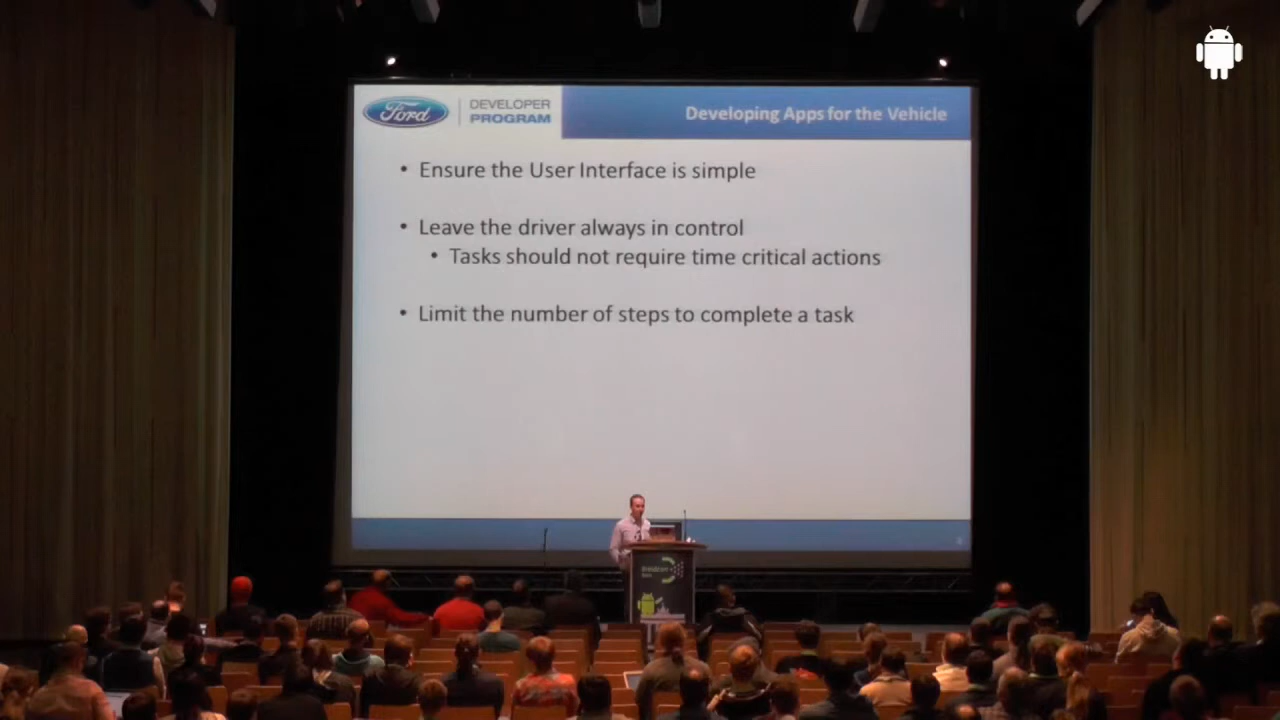 Ford
DEVELOPER
PROGRAM
Developing Apps for the Vehicle
• Ensure the User Interface is simple
• Leave the driver always in control
• Tasks should not require time critical actions
• Limit the number of steps to complete a task